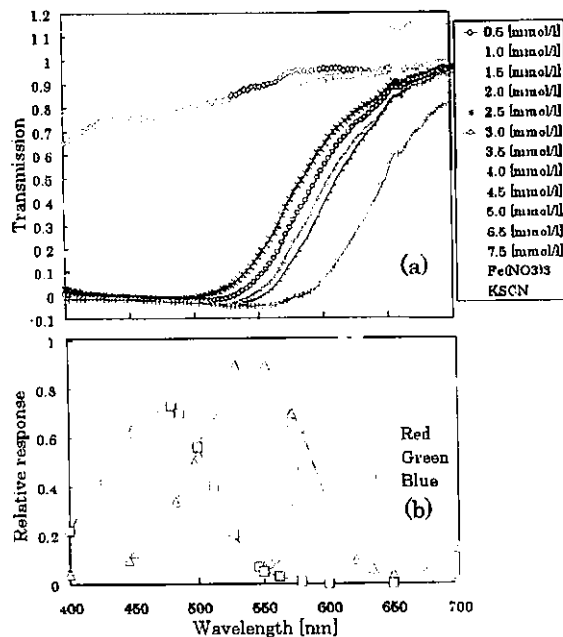 1.2
1.1
1
0.9
0.8
0.7
0.6
0.5
0.4
0.3
0.2
0.1
0
-0.1
Transmission
(a)
0.5 [mmol/l]
1.0 [mmol/l]
1.5 [mmol/l]
2.0 [mmol/l]
2.5 [mmol/l]
3.0 [mmol/l]
3.5 [mmol/l]
4.0 [mmol/l]
4.5 [mmol/l]
5.0 [mmol/l]
6.5 [mmol/l]
7.5 [mmol/l]
Fe(NO3)3
KSCN
1
0.8
0.6
0.4
0.2
0
Relative response
Red
Green
Blue
(b)
400 450 500 550 600 650 700
Wavelength [nm]